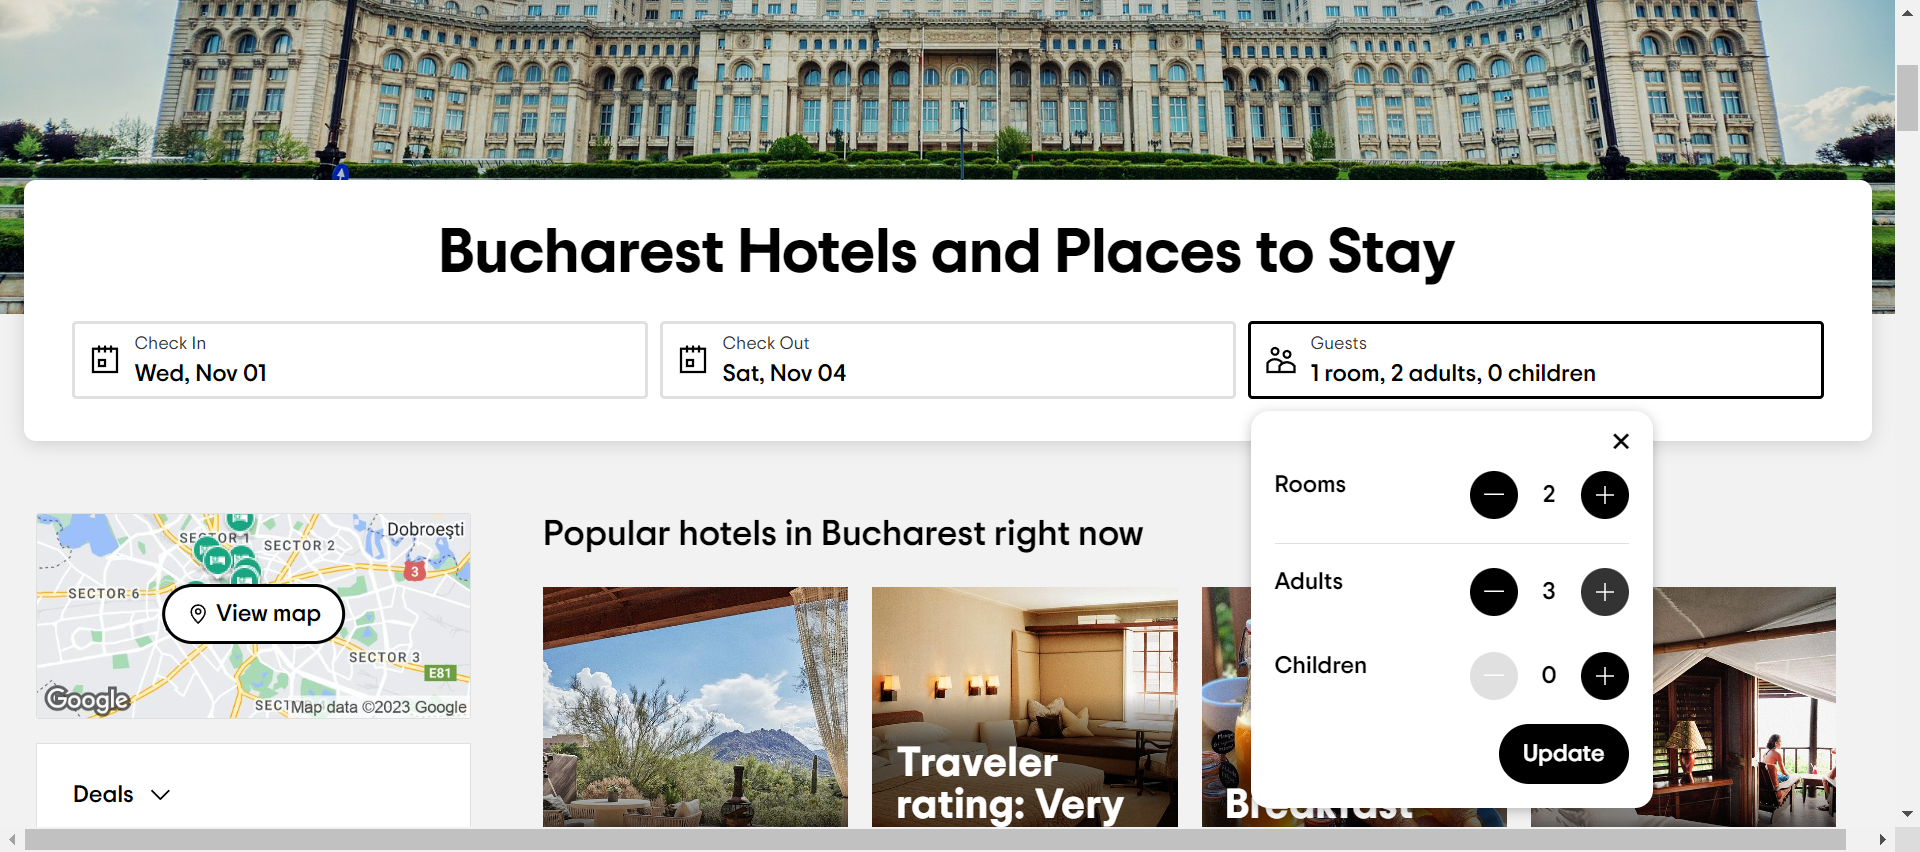 Bucharest Hotels and Places to Stay
Check In
Wed, Nov 01
Check Out
Sat, Nov 04
Guests
1 room, 2 adults, 0 children
Rooms
2
Adults
3
Children
0
Update
Dobroești
SECTOR 1
SECTOR 2
3
SECTOR 6
View map
SECTOR 3
E81
Google
SECT
Map data ©2023 Google
Deals
Popular hotels in Bucharest right now
Traveler
rating: Very
Breakfast